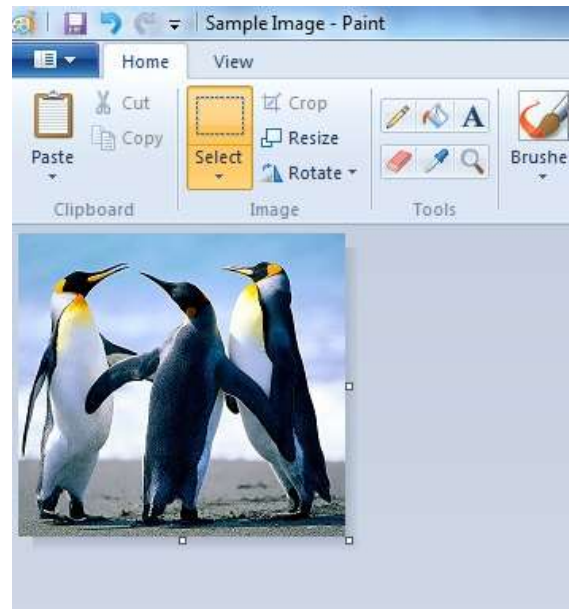 Sample Image - Paint
Home View
Cut
Copy
Paste
Clipboard
Select
Crop
Resize
Rotate
Image
A
Tools
Brushe